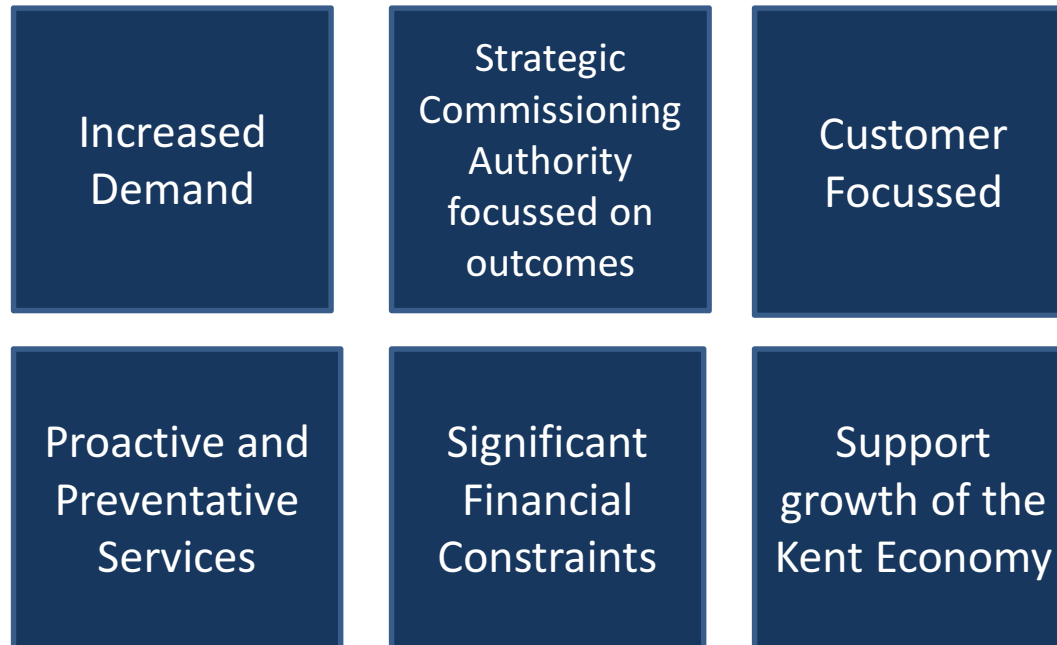 Increased
Demand
Strategic
Commissioning
Authority
focussed on
outcomes
Customer
Focussed
Proactive and
Preventative
Services
Significant
Financial
Constraints
Support
growth of the
Kent Economy